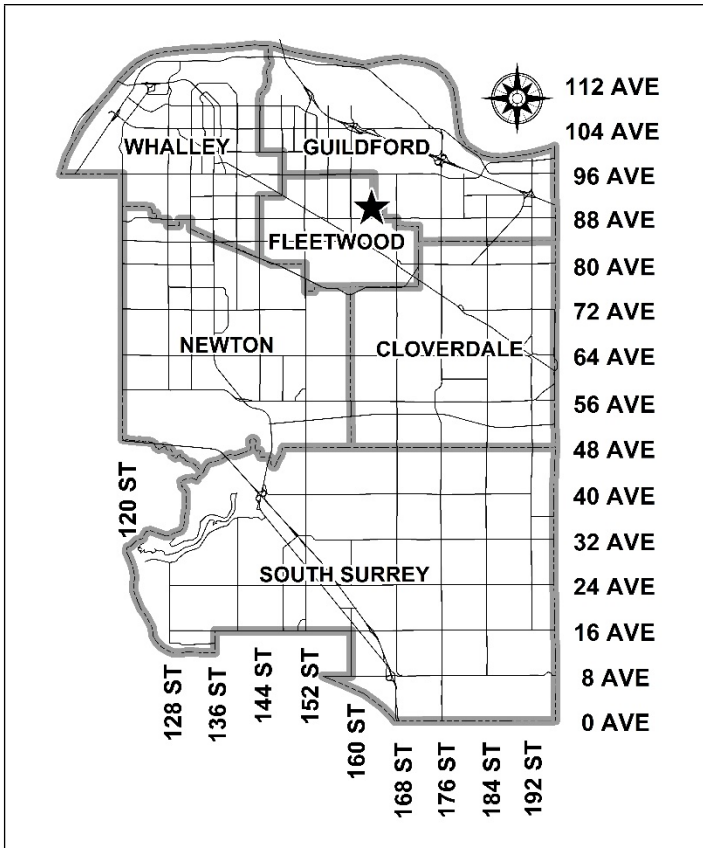 112 AVE
104 AVE
WHALLEY
GUILDFORD
96 AVE
88 AVE
FLEETWOOD
80 AVE
72 AVE
NEWTON
CLOVERDALE
64 AVE
56 AVE
48 AVE
120 ST
40 AVE
32 AVE
SOUTH SURREY
24 AVE
16 AVE
8 AVE
0 AVE
128 ST
136 ST
144 ST
152 ST
160 ST
168 ST
176 ST
184 ST
192 ST